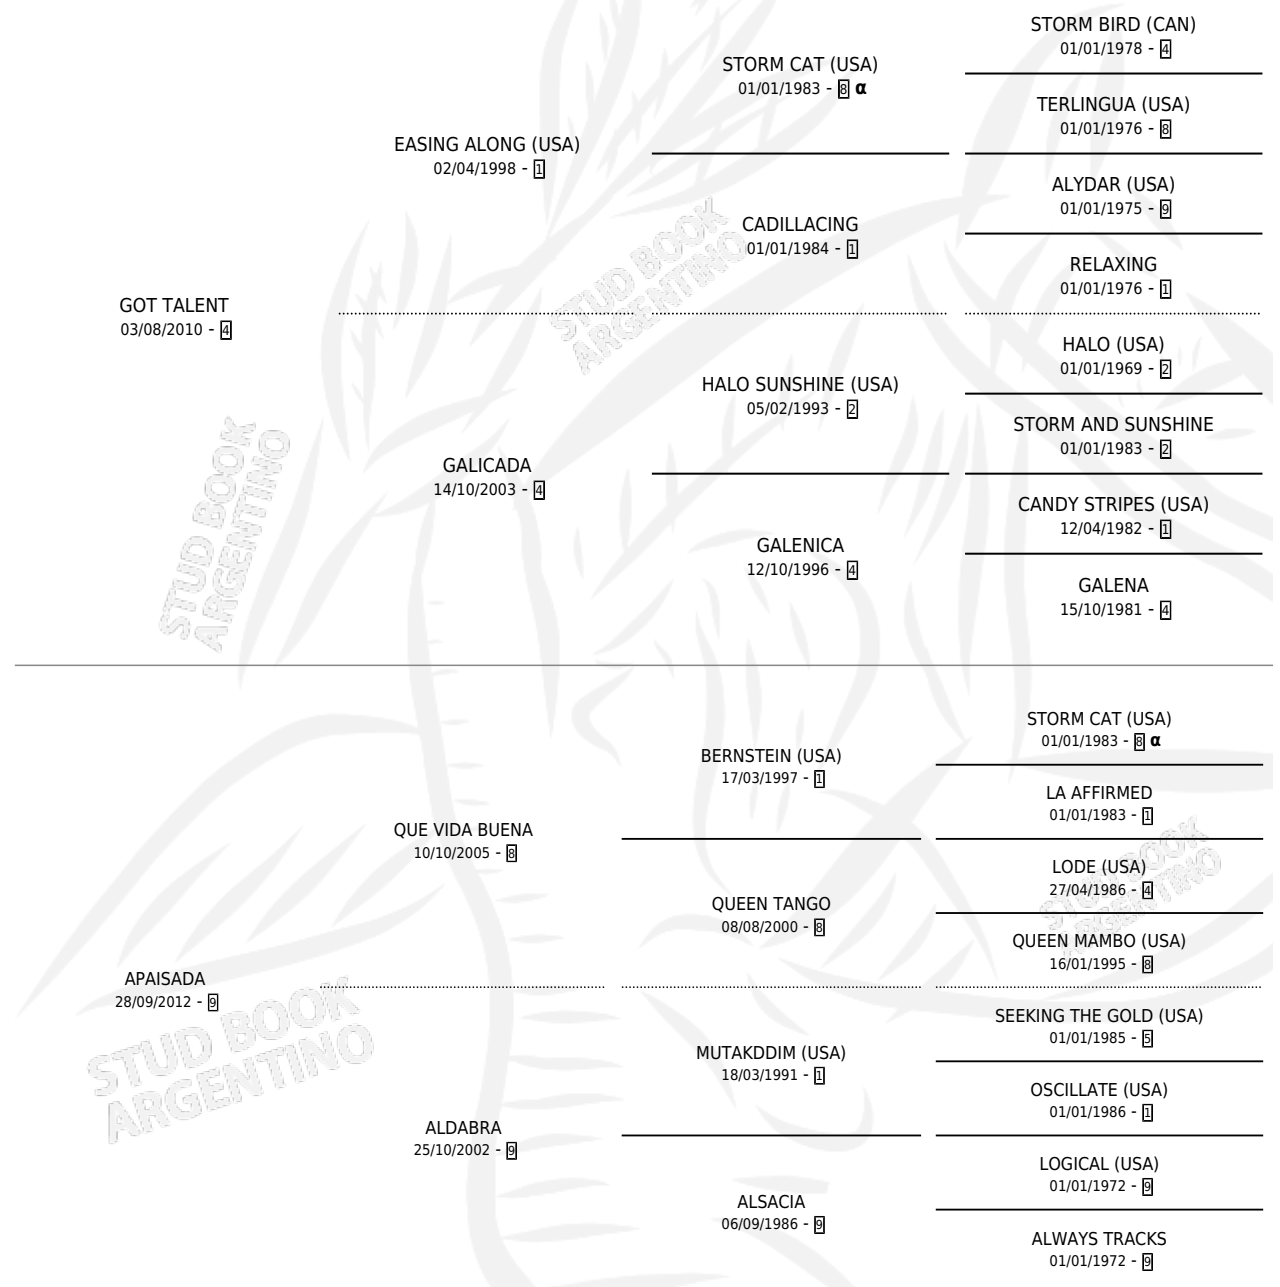 STORM BIRD (CAN)
01/01/1978 - 4
STORM CAT (USA)
01/01/1983 - 8 α
TERLINGUA (USA)
01/01/1976 - 8
EASING ALONG (USA)
02/04/1998 - 1
ALYDAR (USA)
01/01/1975 - 9
CADILLACING
01/01/1984 - 1
RELAXING
01/01/1976 - 1
GOT TALENT
03/08/2010 - 4
HALO (USA)
01/01/1969 - 2
HALO SUNSHINE (USA)
05/02/1993 - 2
STORM AND SUNSHINE
01/01/1983 - 2
GALICADA
14/10/2003 - 4
CANDY STRIPES (USA)
12/04/1982 - 1
GALENICA
12/10/1996 - 4
GALENA
15/10/1981 - 4
STORM CAT (USA)
01/01/1983 - 8 α
BERNSTEIN (USA)
17/03/1997 - 1
LA AFFIRMED
01/01/1983 - 1
QUE VIDA BUENA
10/10/2005 - 8
LODE (USA)
27/04/1986 - 4
QUEEN TANGO
08/08/2000 - 8
QUEEN MAMBO (USA)
16/01/1995 - 8
APAISADA
28/09/2012 - 9
SEEKING THE GOLD (USA)
01/01/1985 - 5
MUTAKDDIM (USA)
18/03/1991 - 1
OSCILLATE (USA)
01/01/1986 - 1
ALDABRA
25/10/2002 - 9
LOGICAL (USA)
01/01/1972 - 9
ALSACIA
06/09/1986 - 9
ALWAYS TRACKS
01/01/1972 - 9
STUD BOOK
ARGENTINO
STUD BOOK
ARGENTINO
STUD BOOK
ARGENTINO
STUD BOOK
ARGENTINO